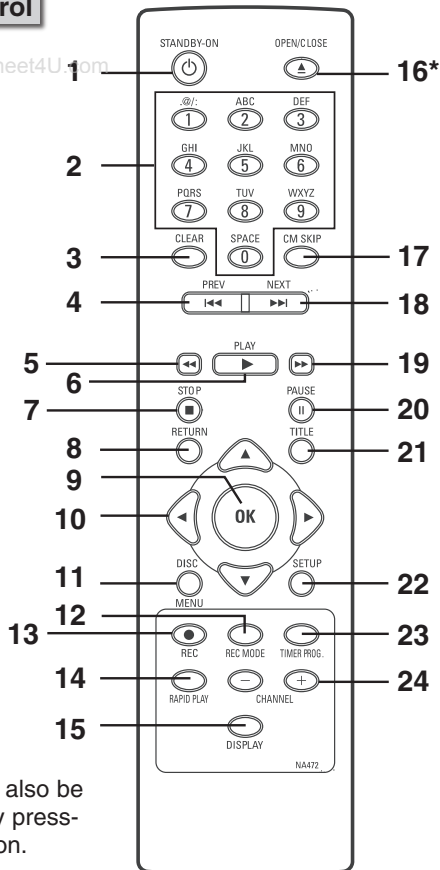 rol
heet4U.com
STANDBY-ON OPEN/CLOSE
1 16*
.@/: ABC DEF
1 2 3
GHI JKL MNO
2 4 5 6
PQRS TUV WXYZ
7 8 9
CLEAR SPACE CM SKIP
3 0 17
PREV NEXT
4 18
PLAY
5 19
6
STOP PAUSE
7 20
RETURN TITLE
8 21
9
10 OK
DISC SETUP
11 22
MENU
12
13 23
REC REC MODE TIMER PROG.
14 24
RAPID PLAY CHANNEL
15
DISPLAY
NA472
also be
y press-
on.